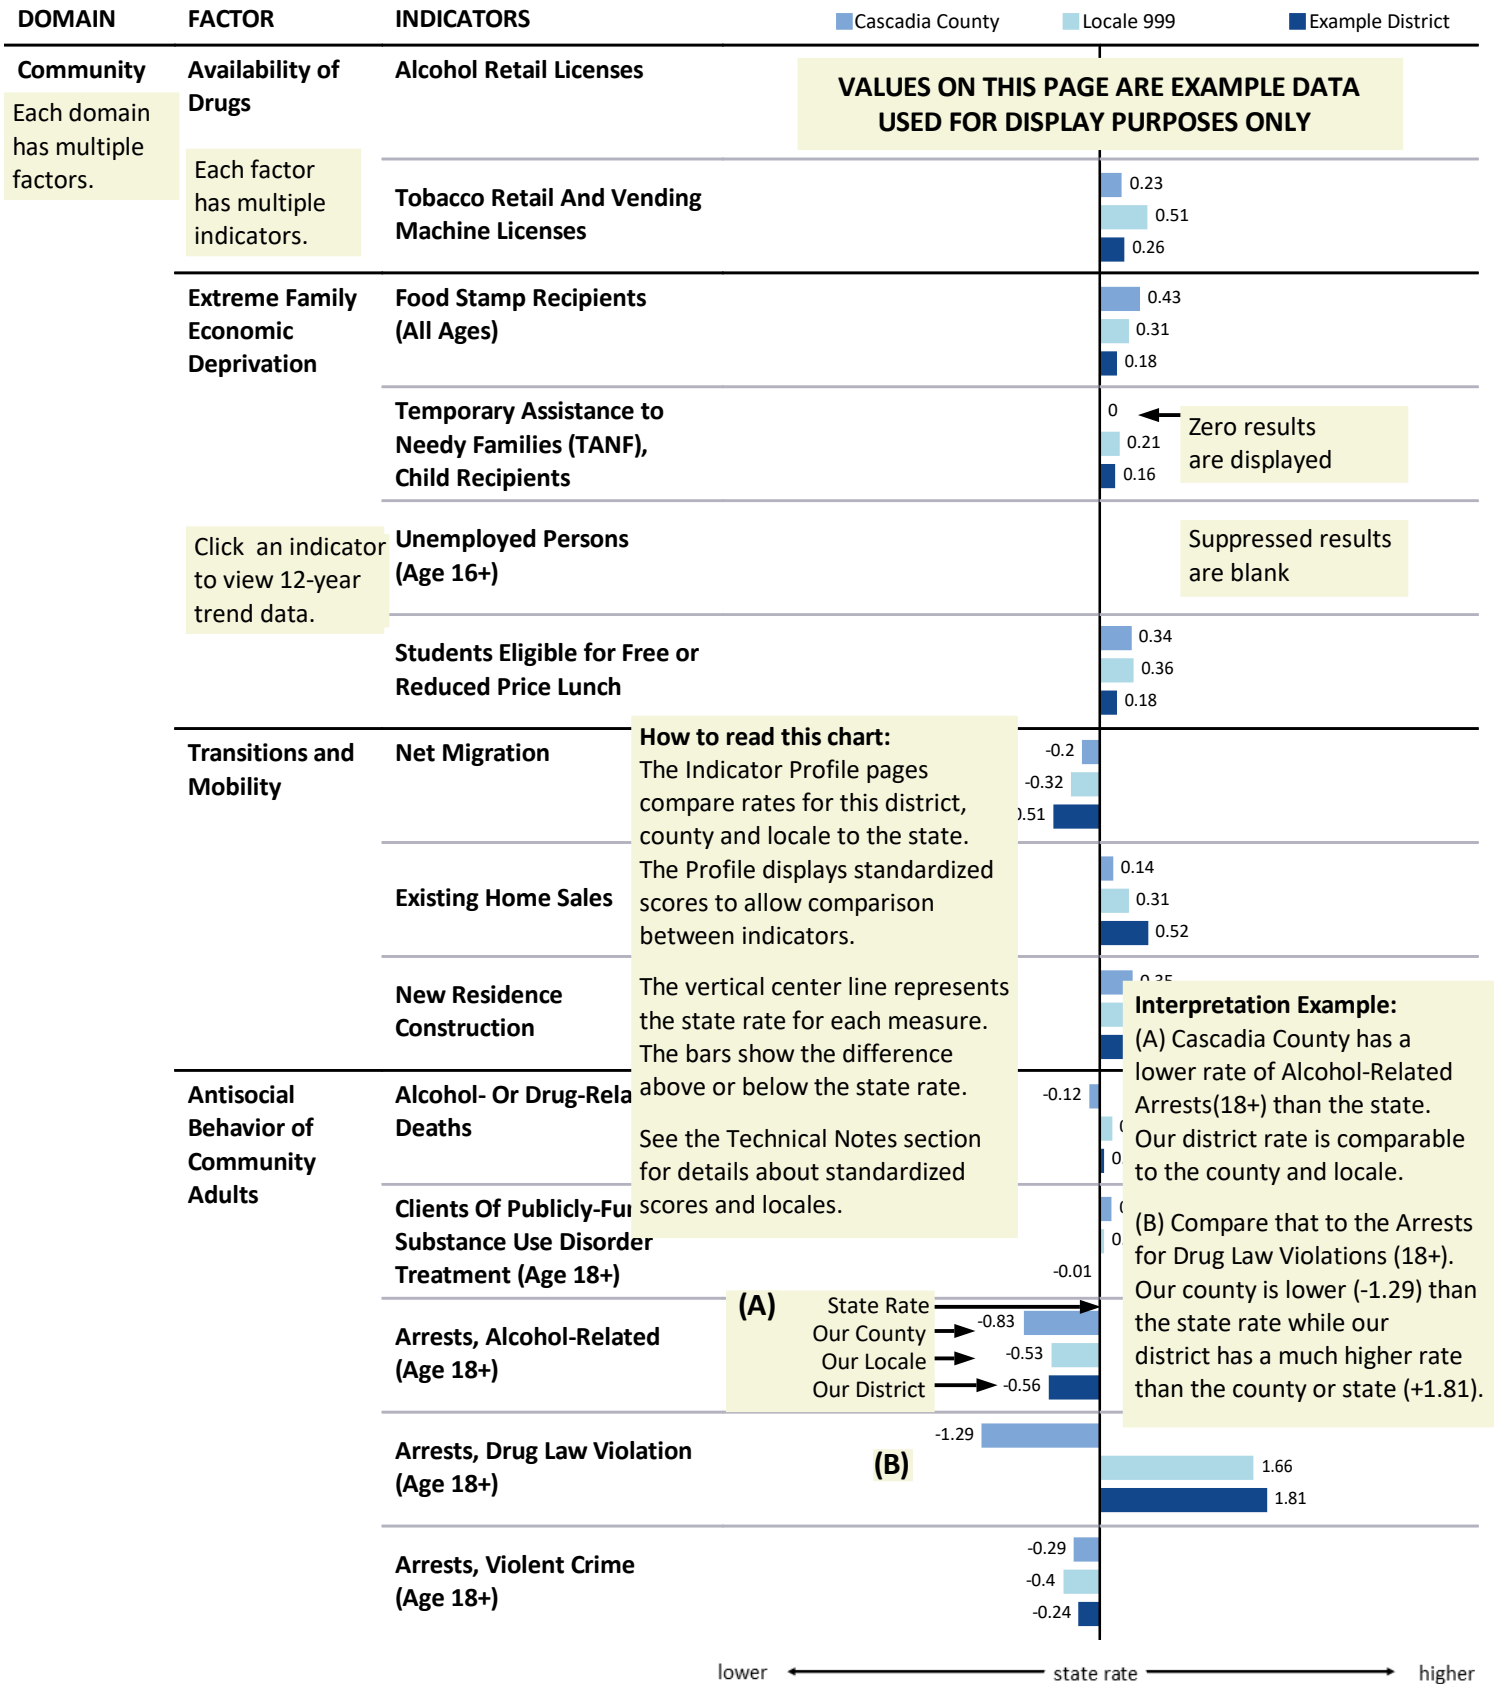 DOMAIN FACTOR INDICATORS Cascadia County Locale 999 Example District
Community
Each domain
has multiple
factors.
Availability of
Drugs
Each factor
has multiple
indicators.
Alcohol Retail Licenses
VALUES ON THIS PAGE ARE EXAMPLE DATA
USED FOR DISPLAY PURPOSES ONLY
Tobacco Retail And Vending
Machine Licenses
0.23
0.51
0.26
Extreme Family
Economic
Deprivation
Food Stamp Recipients
(All Ages)
0.43
0.31
0.18
Temporary Assistance to
Needy Families (TANF),
Child Recipients
0
0.21
0.16
Zero results
are displayed
Click an indicator
to view 12-year
trend data.
Unemployed Persons
(Age 16+)
Suppressed results
are blank
Students Eligible for Free or
Reduced Price Lunch
0.34
0.36
0.18
Transitions and
Mobility
Net Migration
-0.2
-0.32
.51
How to read this chart:
The Indicator Profile pages
compare rates for this district,
county and locale to the state.
The Profile displays standardized
scores to allow comparison
between indicators.
The vertical center line represents
the state rate for each measure.
The bars show the difference
above or below the state rate.
See the Technical Notes section
for details about standardized
scores and locales.
Existing Home Sales
0.14
0.31
0.52
New Residence
Construction
Interpretation Example:
(A) Cascadia County has a
lower rate of Alcohol-Related
Arrests(18+) than the state.
Our district rate is comparable
to the county and locale.
(B) Compare that to the Arrests
for Drug Law Violations (18+).
Our county is lower (-1.29) than
the state rate while our
district has a much higher rate
than the county or state (+1.81).
Antisocial
Behavior of
Community
Adults
Alcohol- Or Drug-Rela
Deaths
-0.12
0.
Clients Of Publicly-Fu
Substance Use Disorder
Treatment (Age 18+)
0.
-0.01
Arrests, Alcohol-Related
(Age 18+)
(A)
State Rate
Our County
Our Locale
Our District
-0.83
-0.53
-0.56
Arrests, Drug Law Violation
(Age 18+)
(B)
-1.29
1.66
1.81
Arrests, Violent Crime
(Age 18+)
-0.29
-0.4
-0.24
lower state rate higher